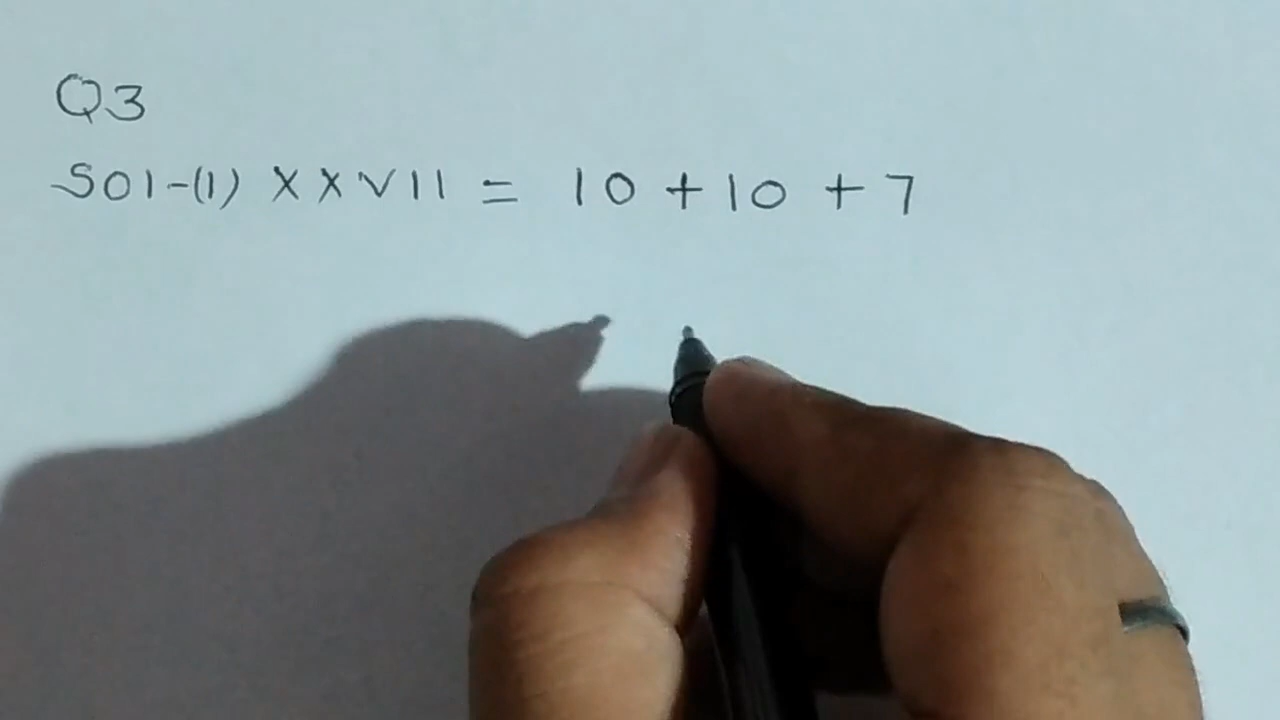 Q3
Sol-(1) XXVII = 10 + 10 + 7